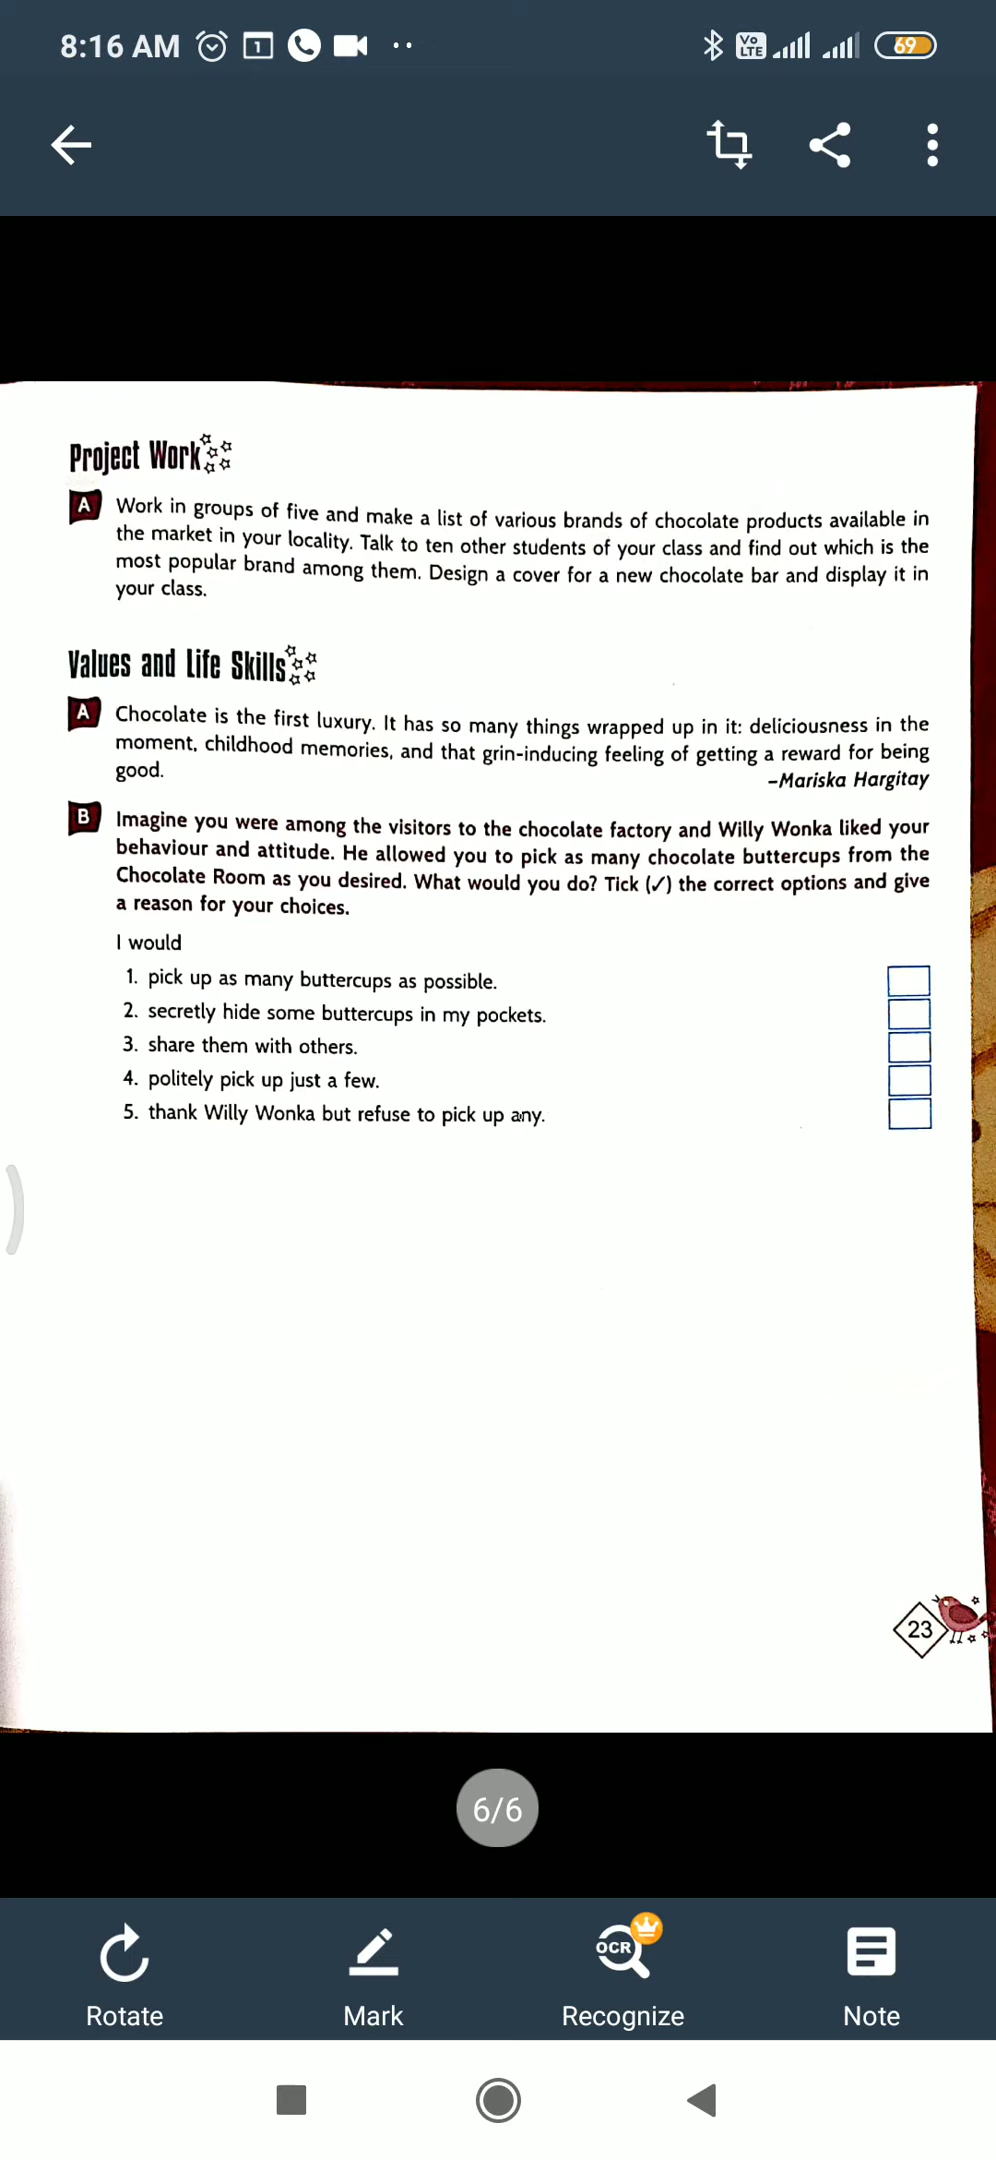 8:16 AM
1
Vo LTE
69
Project Work
A Work in groups of five and make a list of various brands of chocolate products available in
the market in your locality. Talk to ten other students of your class and find out which is the
most popular brand among them. Design a cover for a new chocolate bar and display it in
your class.
Values and Life Skills
A Chocolate is the first luxury. It has so many things wrapped up in it: deliciousness in the
moment, childhood memories, and that grin-inducing feeling of getting a reward for being
good.
–Mariska Hargitay
B Imagine you were among the visitors to the chocolate factory and Willy Wonka liked your
behaviour and attitude. He allowed you to pick as many chocolate buttercups from the
Chocolate Room as you desired. What would you do? Tick (✓) the correct options and give
a reason for your choices.
I would
1. pick up as many buttercups as possible.
2. secretly hide some buttercups in my pockets.
3. share them with others.
4. politely pick up just a few.
5. thank Willy Wonka but refuse to pick up any.
23
6/6
OCR
Rotate Mark Recognize Note